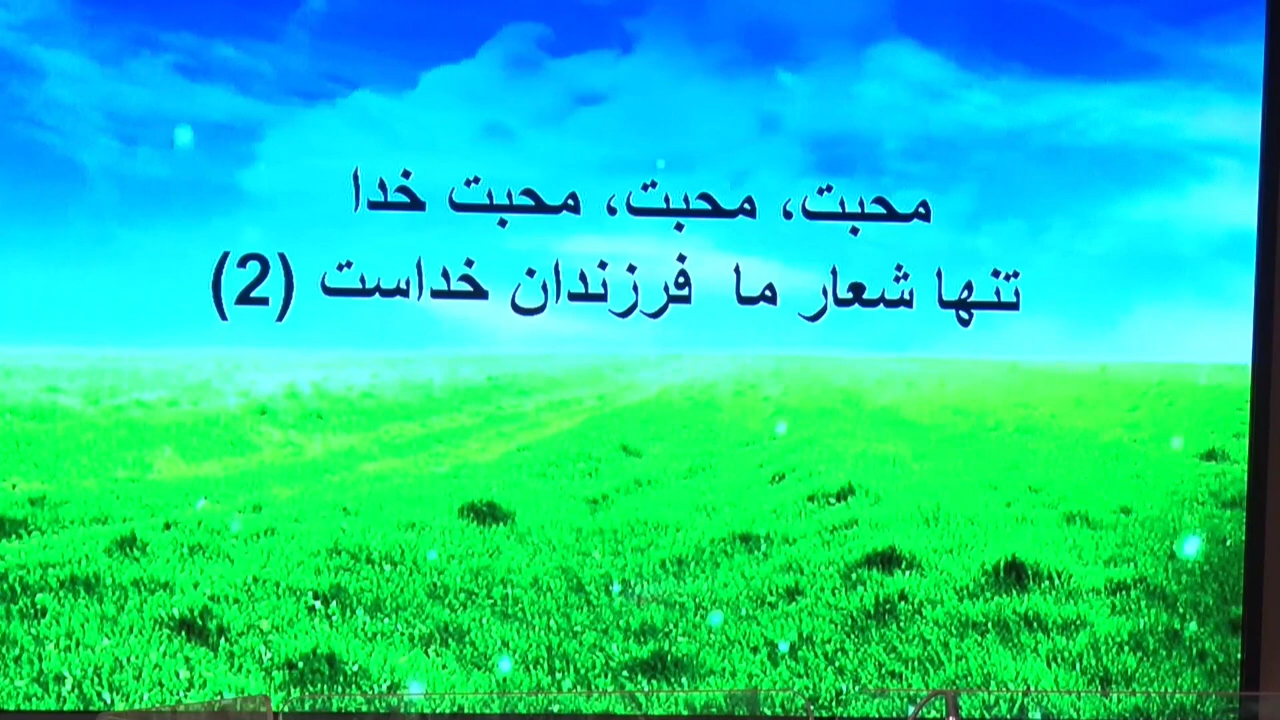 محبت، محبت، محبت خدا
تنها شعار ما فرزندان خداست (2)